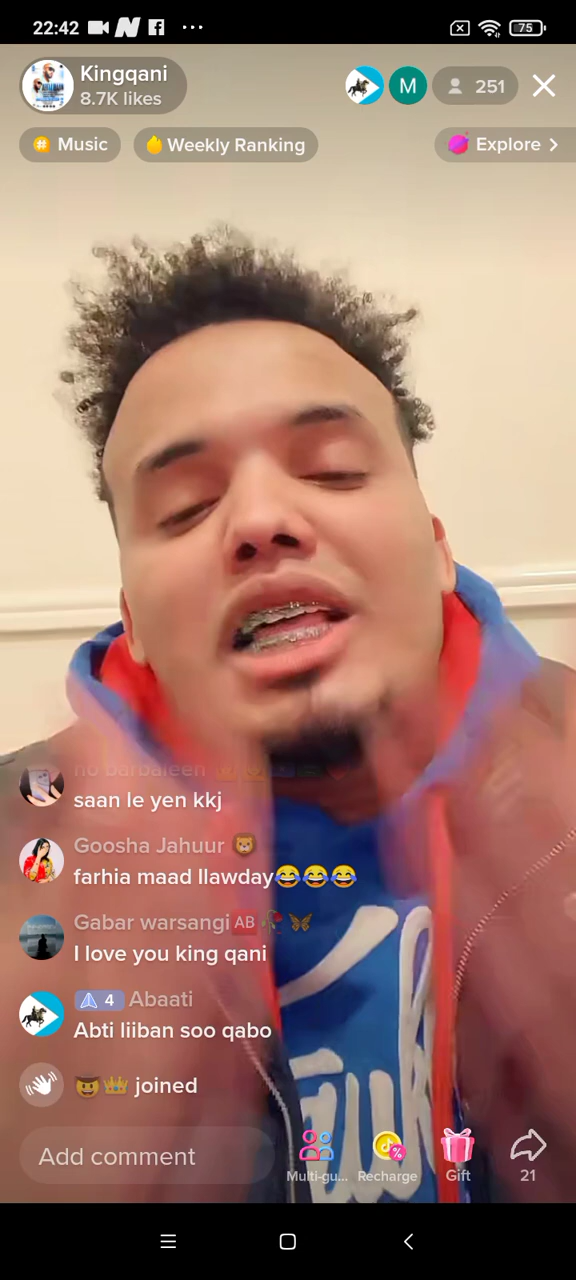 22:42
75
Kingqani
8.7K likes
M
251
Music
Weekly Ranking
Explore
no barbaleen
saan le yen kkj
Goosha Jahuur 🦁
farhia maad llawday😂😂😂
Gabar warsangi🆎🥀🦋
I love you king qani
4 Abaati
Abti liiban soo qabo
🤠👑 joined
Add comment
Multi-gu...
Recharge
Gift
21